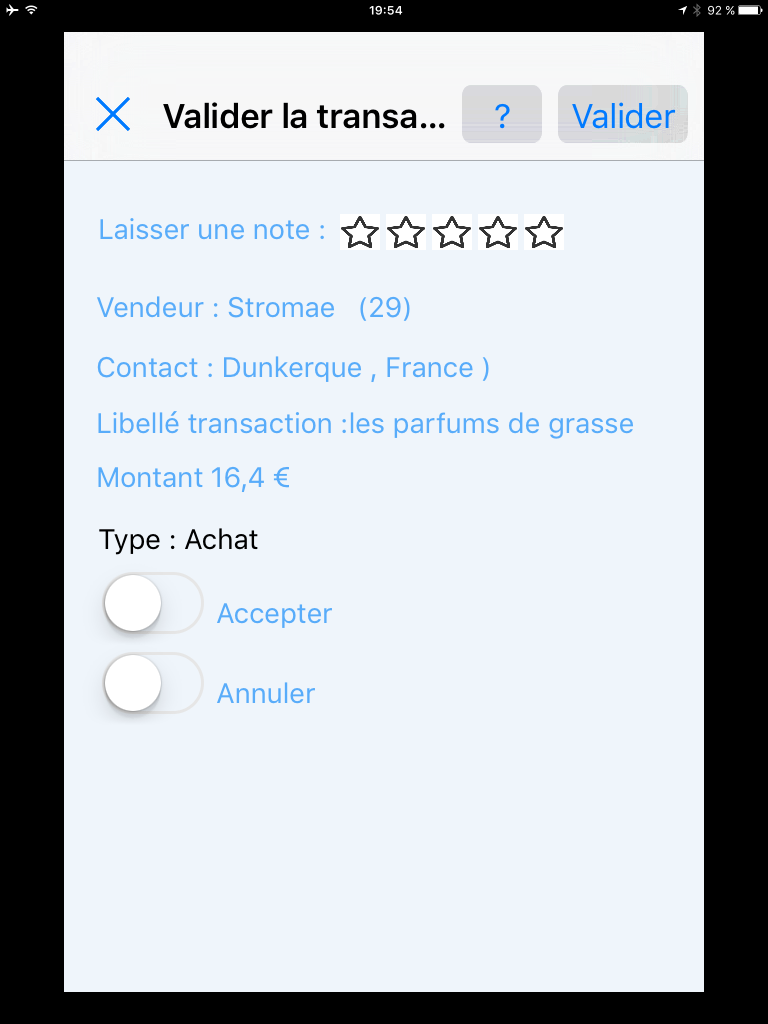 19:54
92 %
Valider la transa...
?
Valider
Laisser une note :
Vendeur : Stromae (29)
Contact : Dunkerque , France )
Libellé transaction :les parfums de grasse
Montant 16,4 €
Type : Achat
Accepter
Annuler